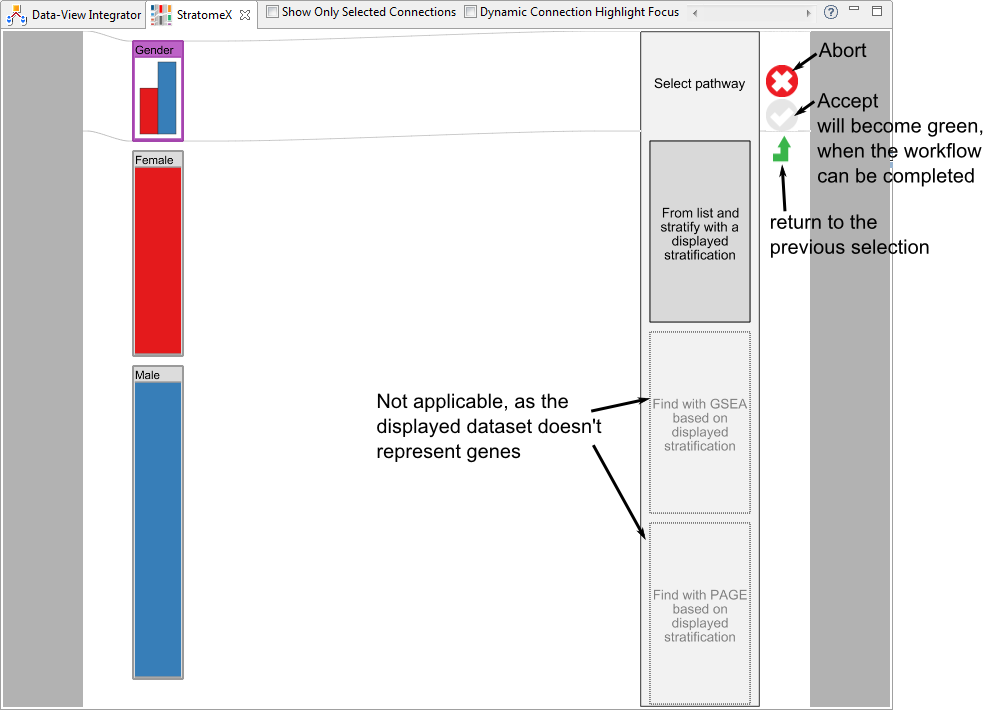 Data-View Integrator
StratomeX
Show Only Selected Connections
Dynamic Connection Highlight Focus
Gender
Female
Male
Select pathway
From list and
stratify with a
displayed
stratification
Find with GSEA
based on
displayed
stratification
Find with PAGE
based on
displayed
stratification
Abort
Accept
will become green,
when the workflow
can be completed
return to the
previous selection
Not applicable, as the
displayed dataset doesn't
represent genes